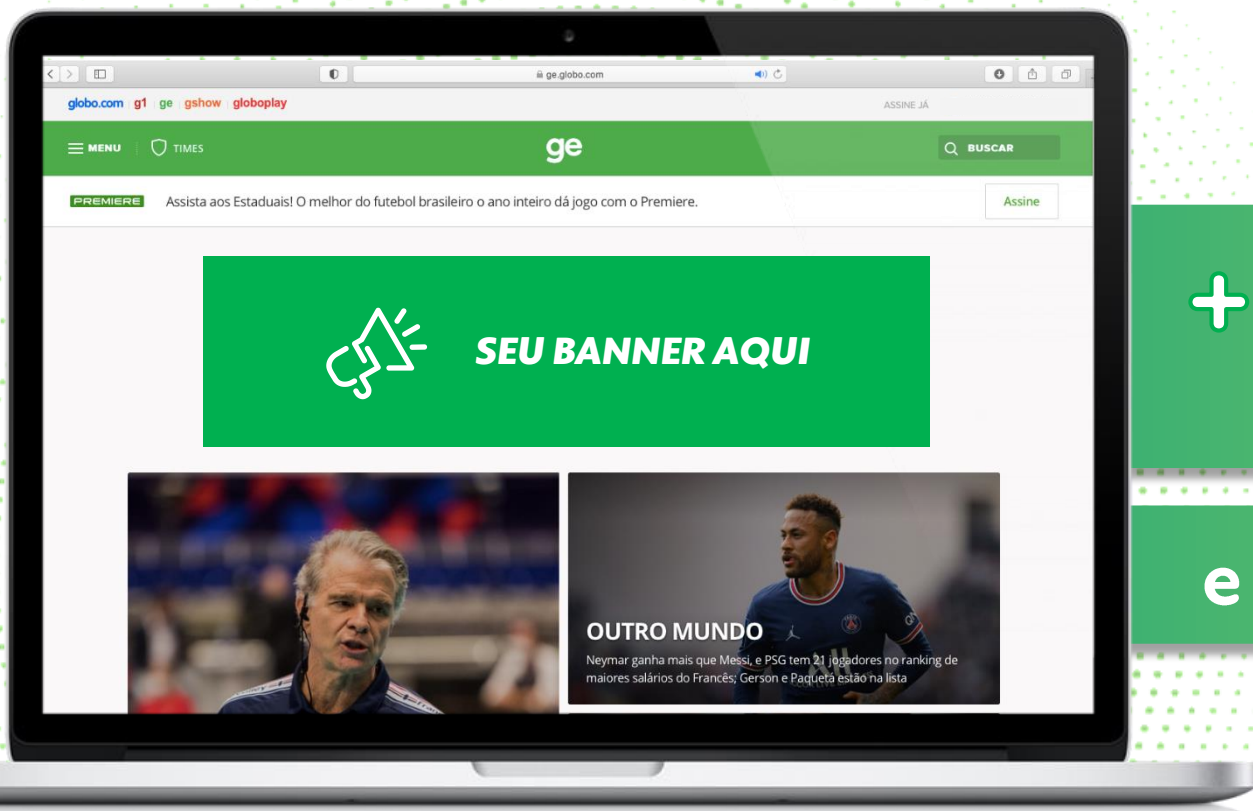 ge.globo.com
globo.com g1 ge gshow globoplay
ASSINE JÁ
MENU
TIMES
ge
BUSCAR
PREMIERE
Assista aos Estaduais! O melhor do futebol brasileiro o ano inteiro dá jogo com o Premiere.
Assine
SEU BANNER AQUI
OUTRO MUNDO
Neymar ganha mais que Messi, e PSG tem 21 jogadores no ranking de
maiores salários do Francês; Gerson e Paquetá estão na lista
+
e